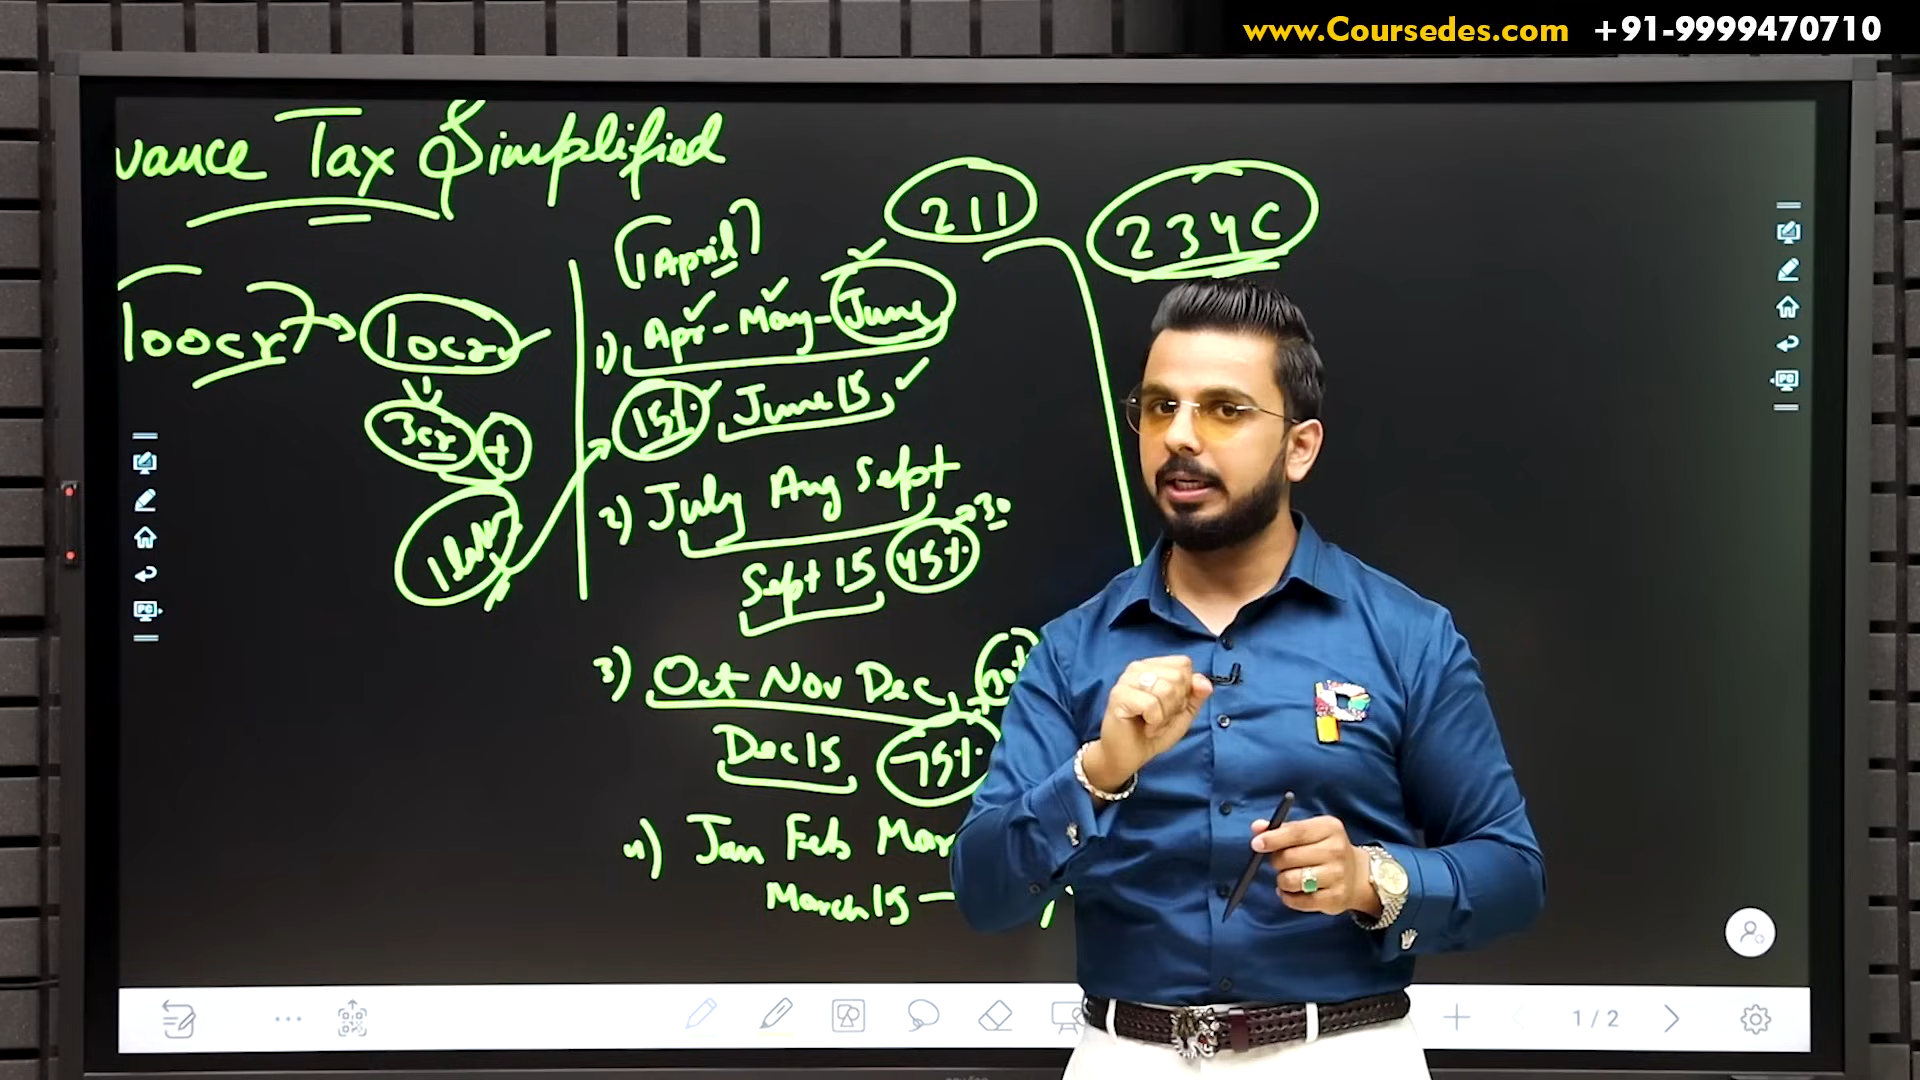 www.Coursedes.com +91-9999470710
vance Tax Simplified
211
234C
(1 April)
100cr → 10cr
1) Apr - May - June
15% June 15
3cr +
2) July Aug Sept
30
Sept 15 45%
3) Oct Nov Dec
Dec 15 75%
4) Jan Feb Mar
March 15 -
PC
PC
1/2